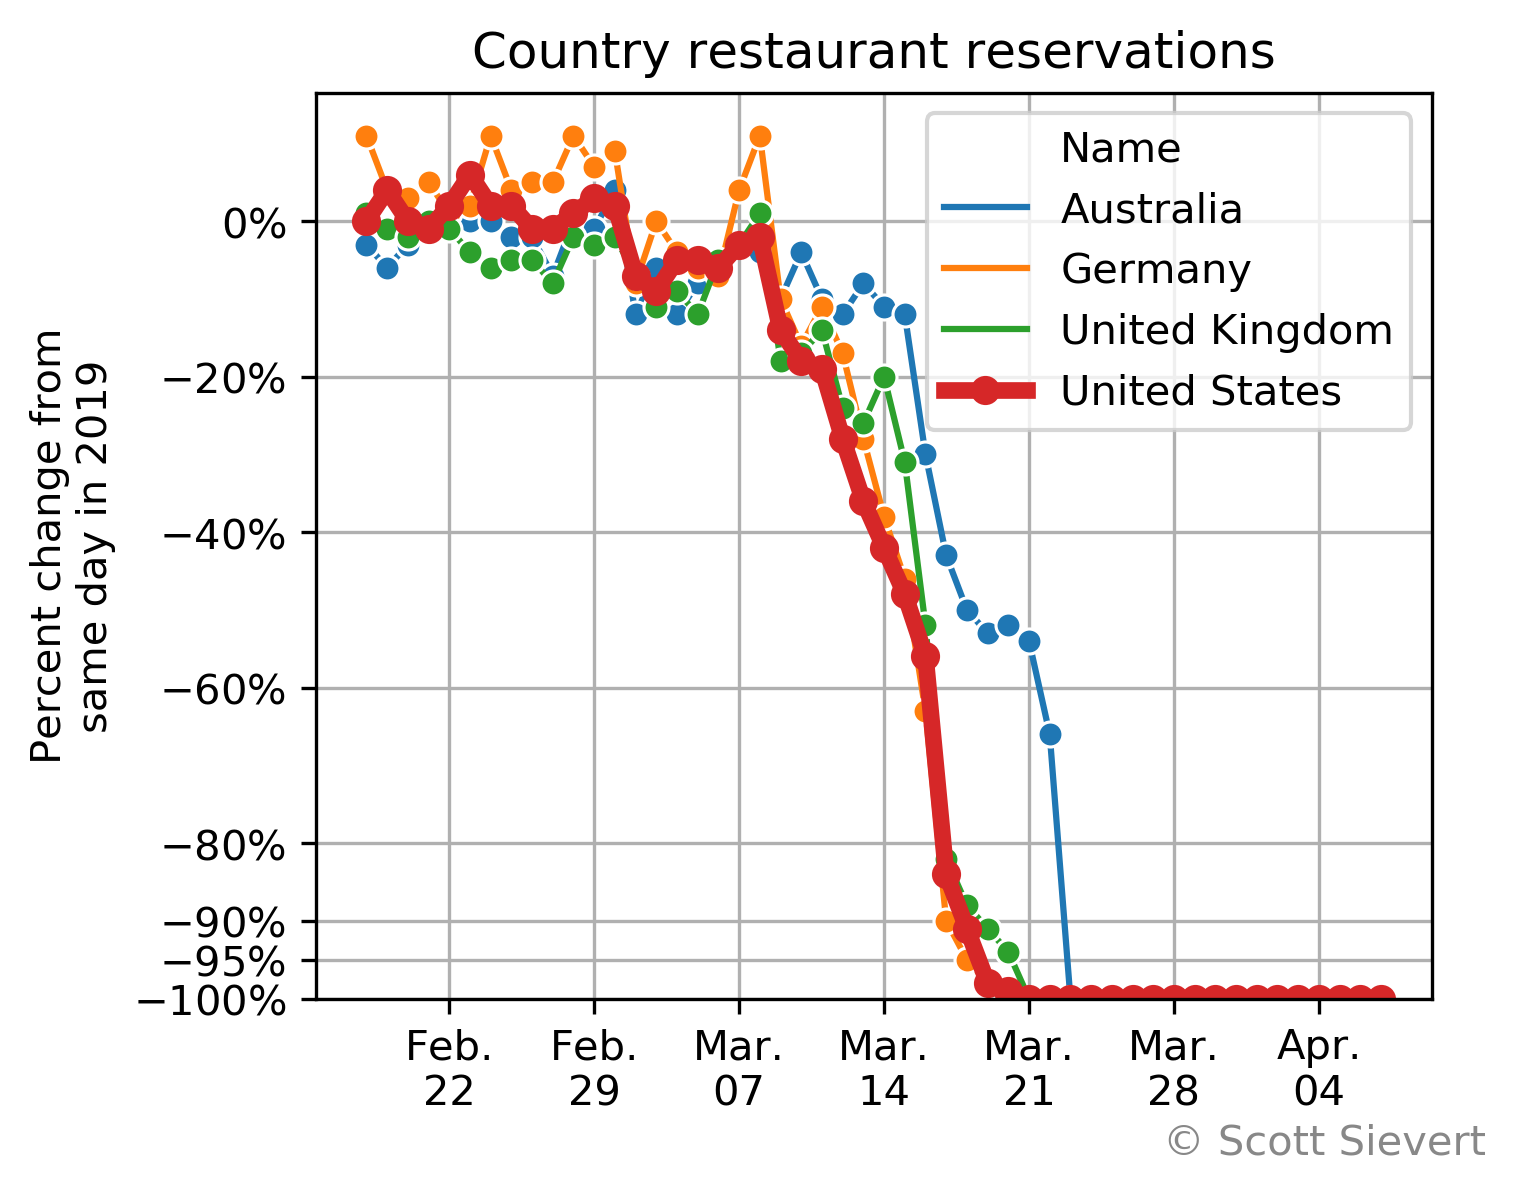 Country restaurant reservations
Percent change from
same day in 2019
0%
−20%
−40%
−60%
−80%
−90%
−95%
−100%
Name
Australia
Germany
United Kingdom
United States
Feb.
22
Feb.
29
Mar.
07
Mar.
14
Mar.
21
Mar.
28
Apr.
04
© Scott Sievert